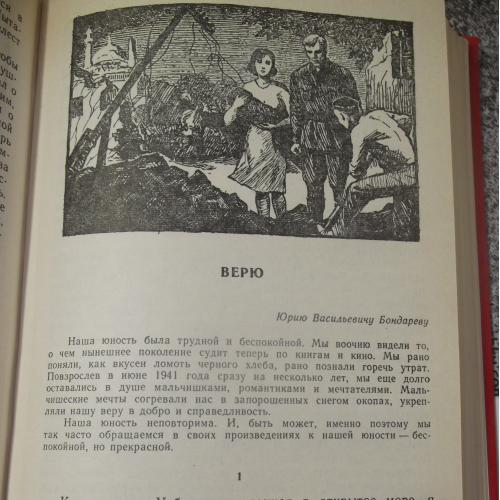 ВЕРЮ
Юрию Васильевичу Бондареву
Наша юность была трудной и беспокойной. Мы воочию видели то,
о чем нынешнее поколение судит теперь по книгам и кино. Мы рано
поняли, как вкусен ломоть черного хлеба, рано познали горечь утрат.
Повзрослев в июне 1941 года сразу на несколько лет, мы еще долго
оставались в душе мальчишками, романтиками и мечтателями. Маль-
чишеские мечты согревали нас в запорошенных снегом окопах, укреп-
ляли нашу веру в добро и справедливость.
Наша юность неповторима. И, быть может, именно поэтому мы
так часто обращаемся в своих произведениях к нашей юности — бес-
покойной, но прекрасной.
1